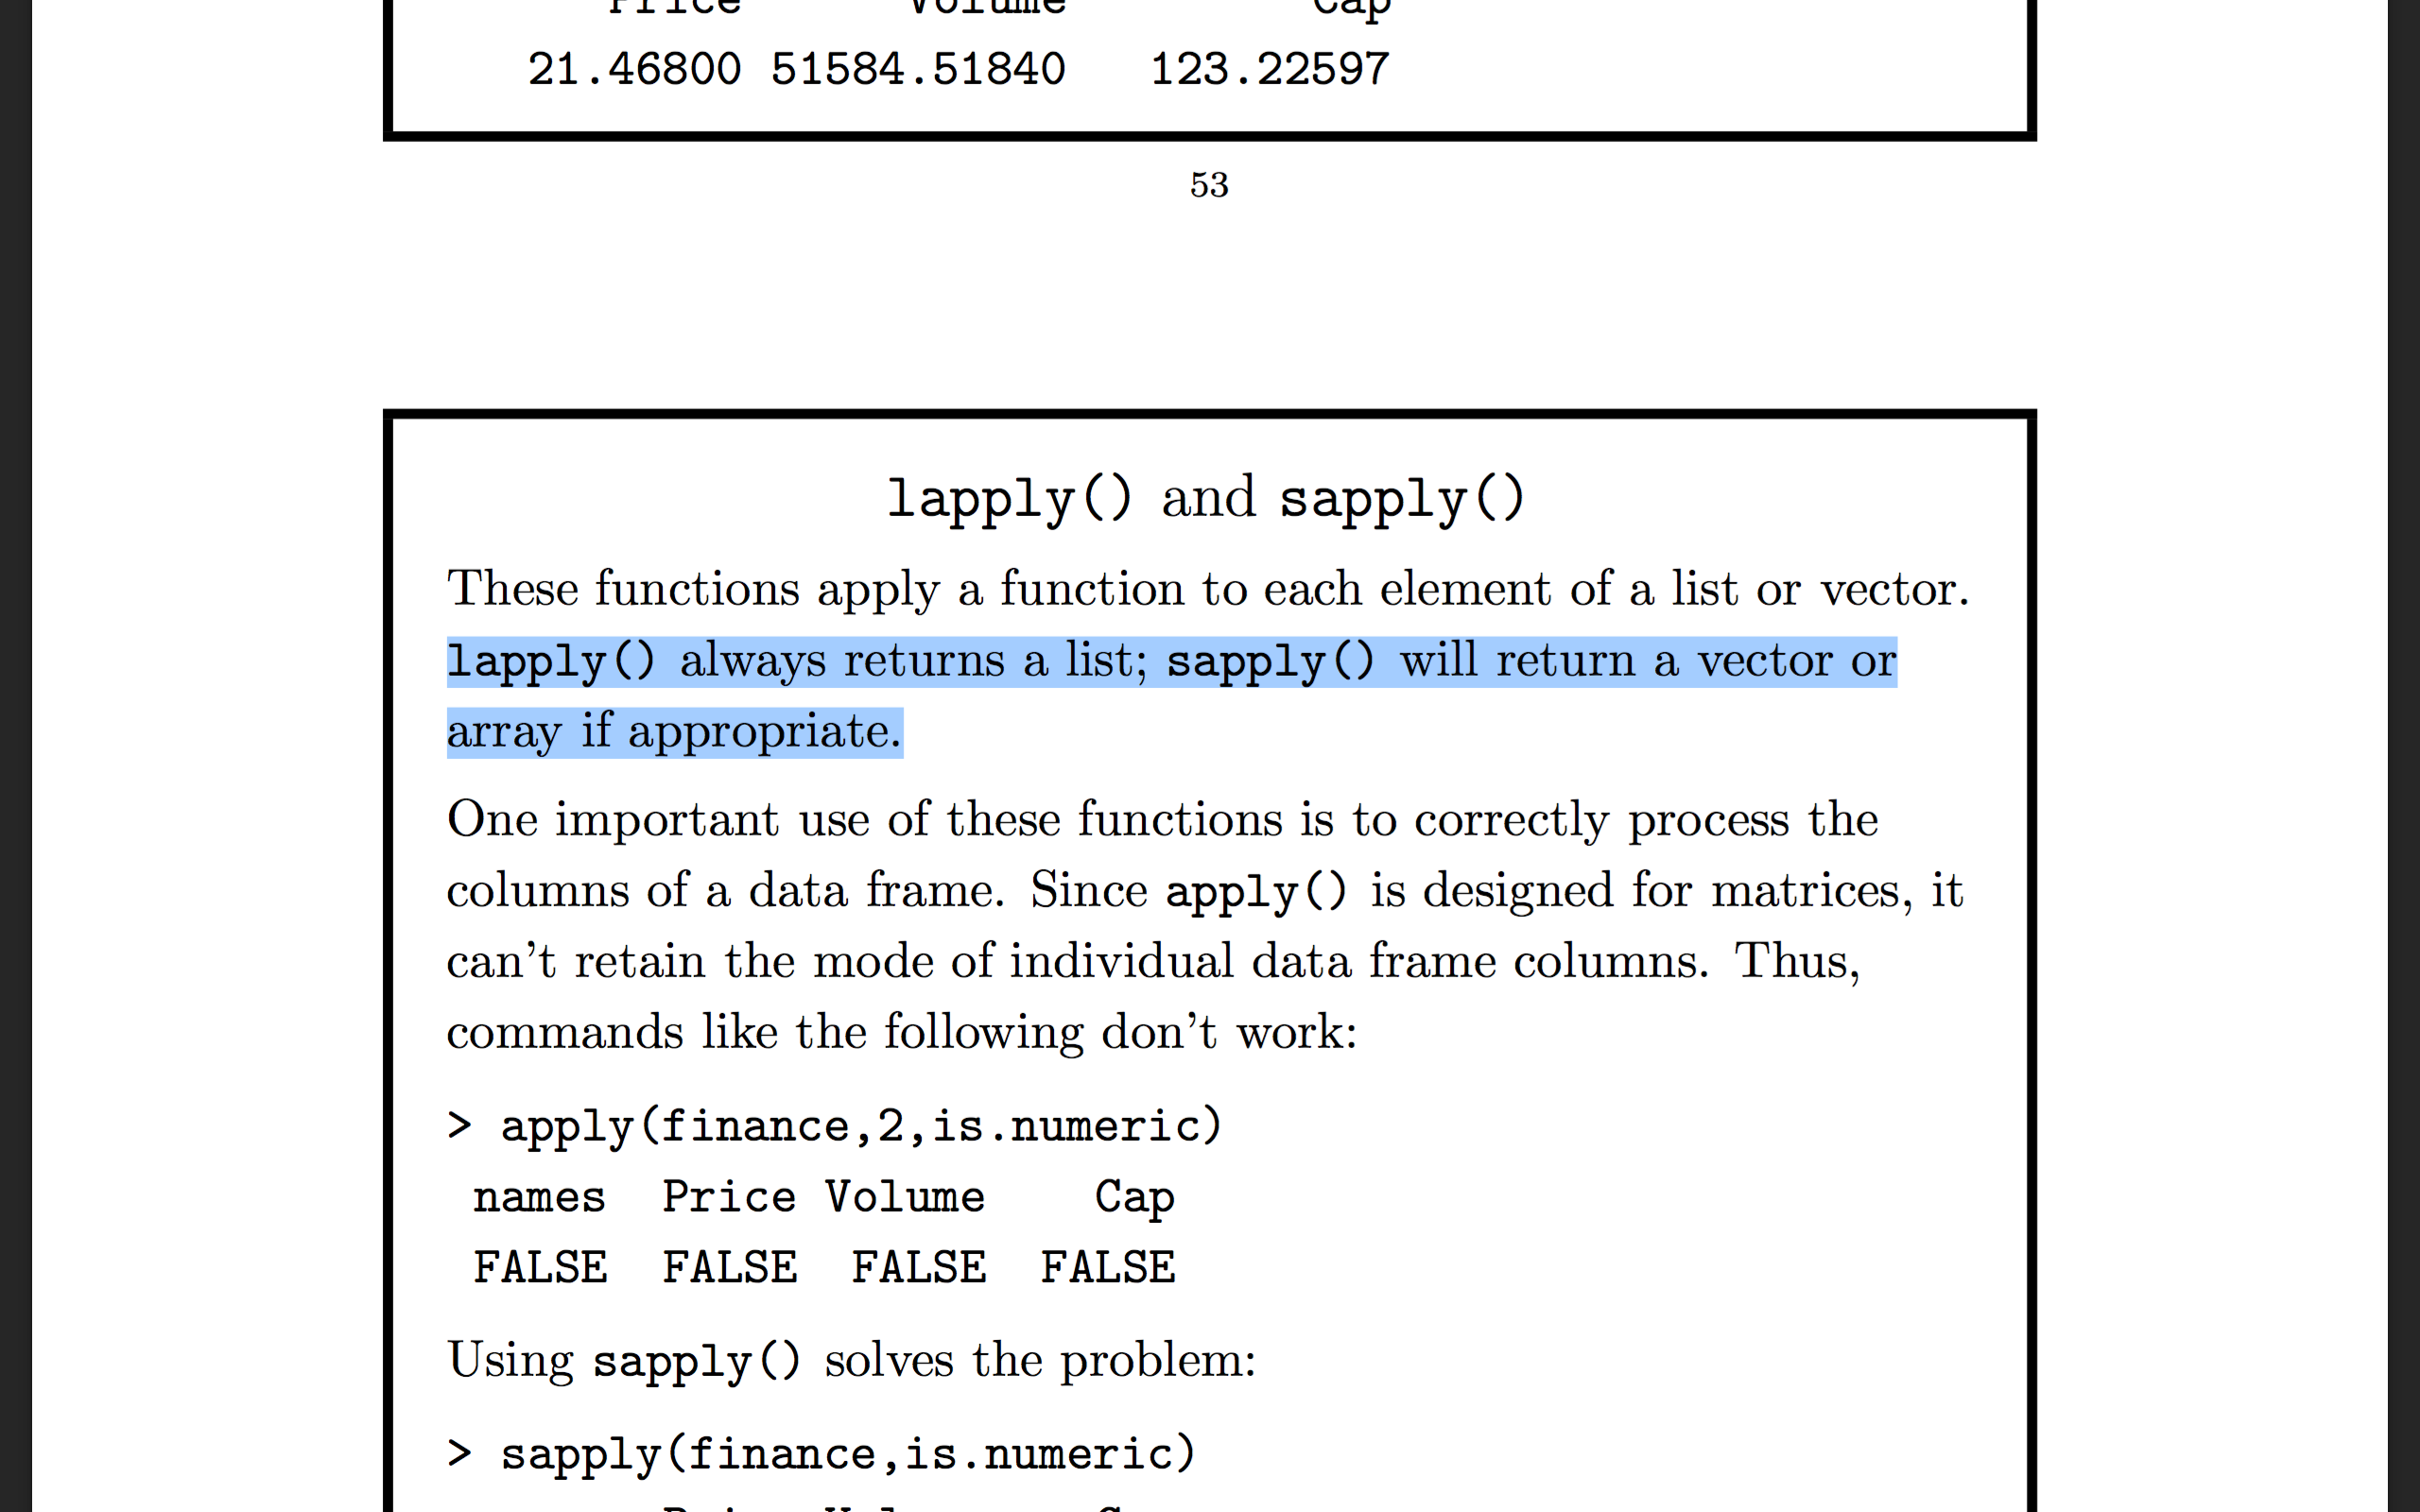 Price Volume Cap
21.46800 51584.51840 123.22597
53
lapply() and sapply()
These functions apply a function to each element of a list or vector.
lapply() always returns a list; sapply() will return a vector or
array if appropriate.
One important use of these functions is to correctly process the
columns of a data frame. Since apply() is designed for matrices, it
can't retain the mode of individual data frame columns. Thus,
commands like the following don't work:
> apply(finance,2,is.numeric)
names Price Volume Cap
FALSE FALSE FALSE FALSE
Using sapply() solves the problem:
> sapply(finance,is.numeric)